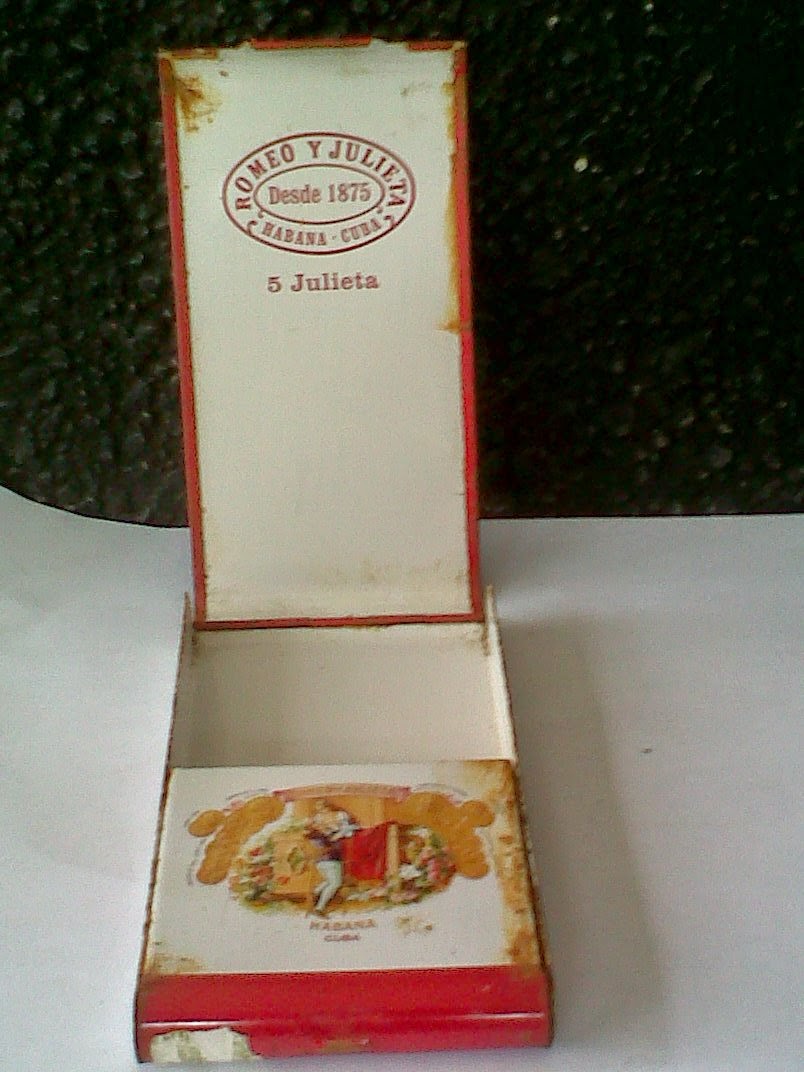 ROMEO Y JULIETA
Desde 1875
HABANA - CUBA
5 Julieta
HABANA
CUBA